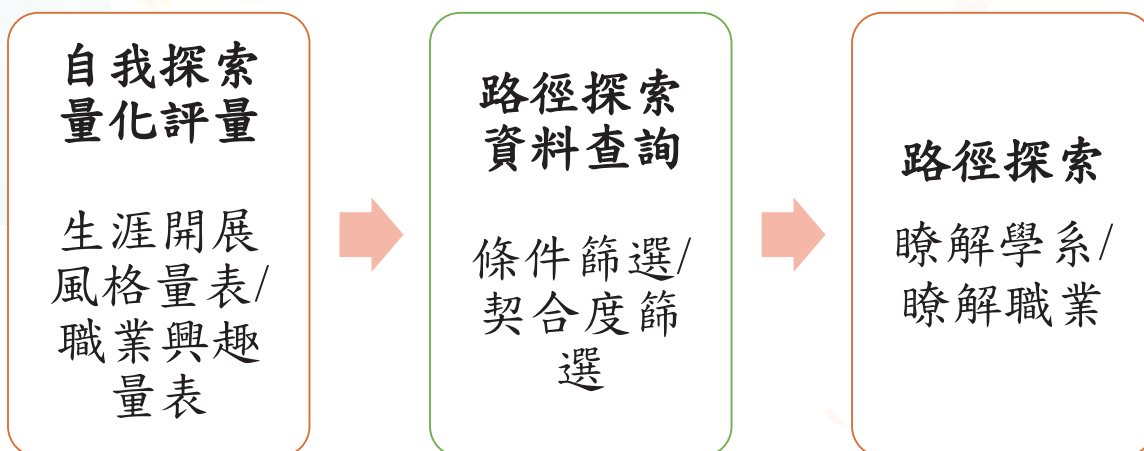 自我探索
量化評量
生涯開展
風格量表/
職業興趣
量表
路徑探索
資料查詢
條件篩選/
契合度篩
選
路徑探索
瞭解學系/
瞭解職業